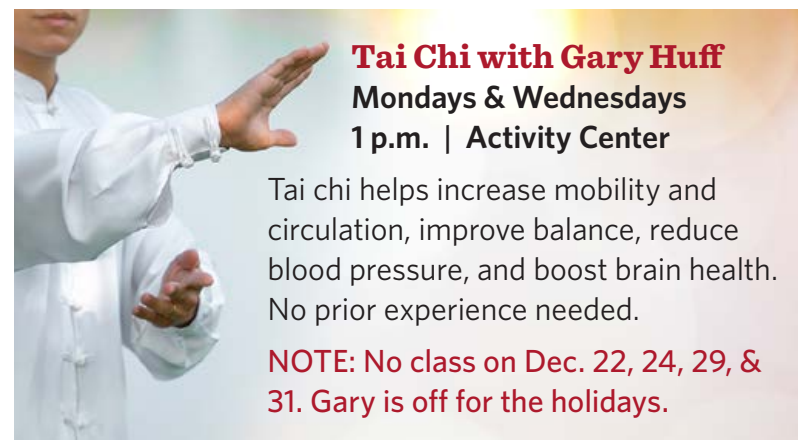 Tai Chi with Gary Huff
Mondays & Wednesdays
1 p.m. | Activity Center
Tai chi helps increase mobility and
circulation, improve balance, reduce
blood pressure, and boost brain health.
No prior experience needed.
NOTE: No class on Dec. 22, 24, 29, &
31. Gary is off for the holidays.